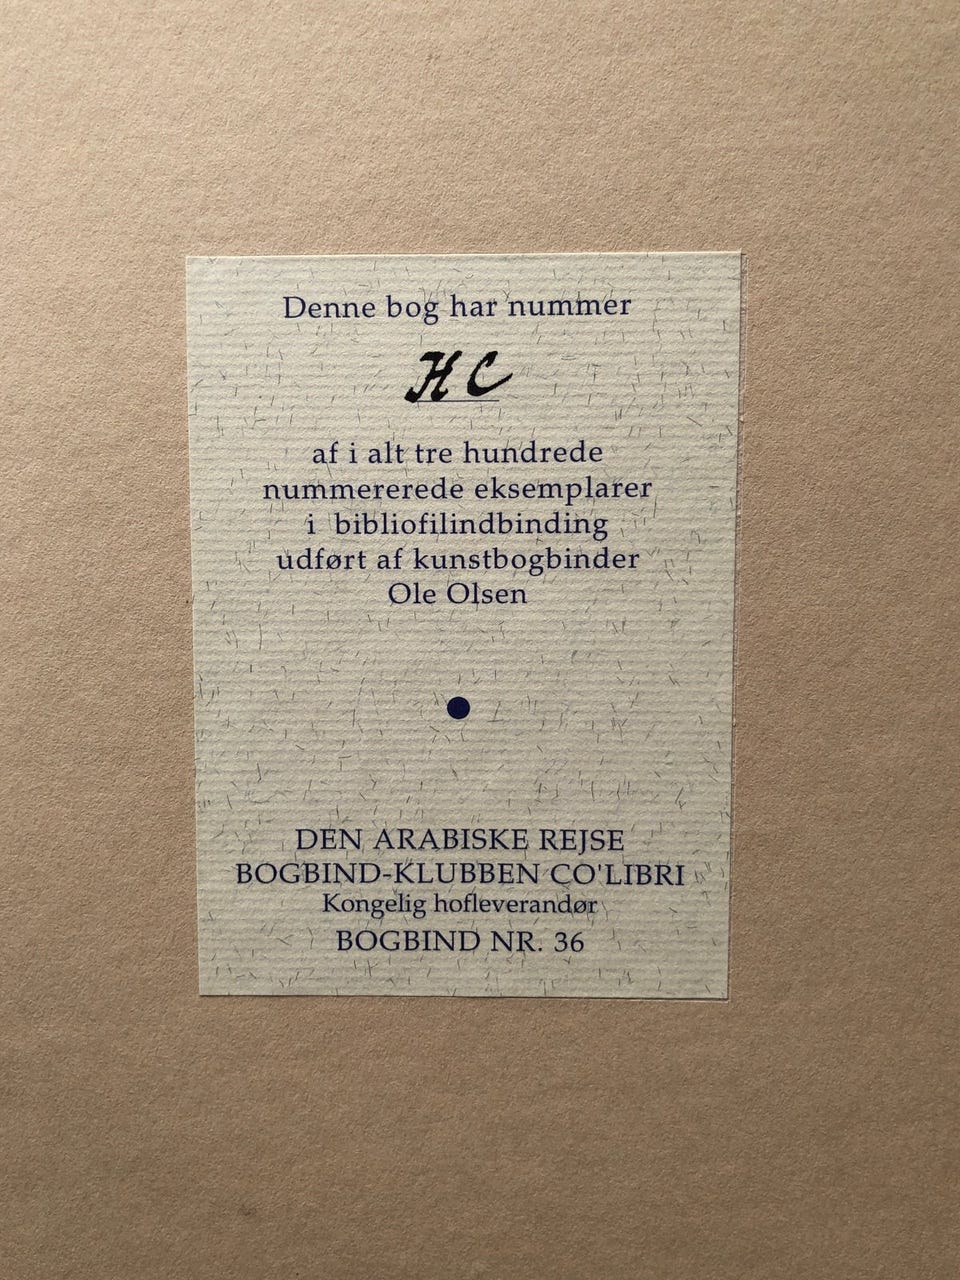 Denne bog har nummer
H C
af i alt tre hundrede
nummererede eksemplarer
i bibliofilindbinding
udført af kunstbogbinder
Ole Olsen
DEN ARABISKE REJSE
BOGBIND-KLUBBEN CO'LIBRI
Kongelig hofleverandør
BOGBIND NR. 36